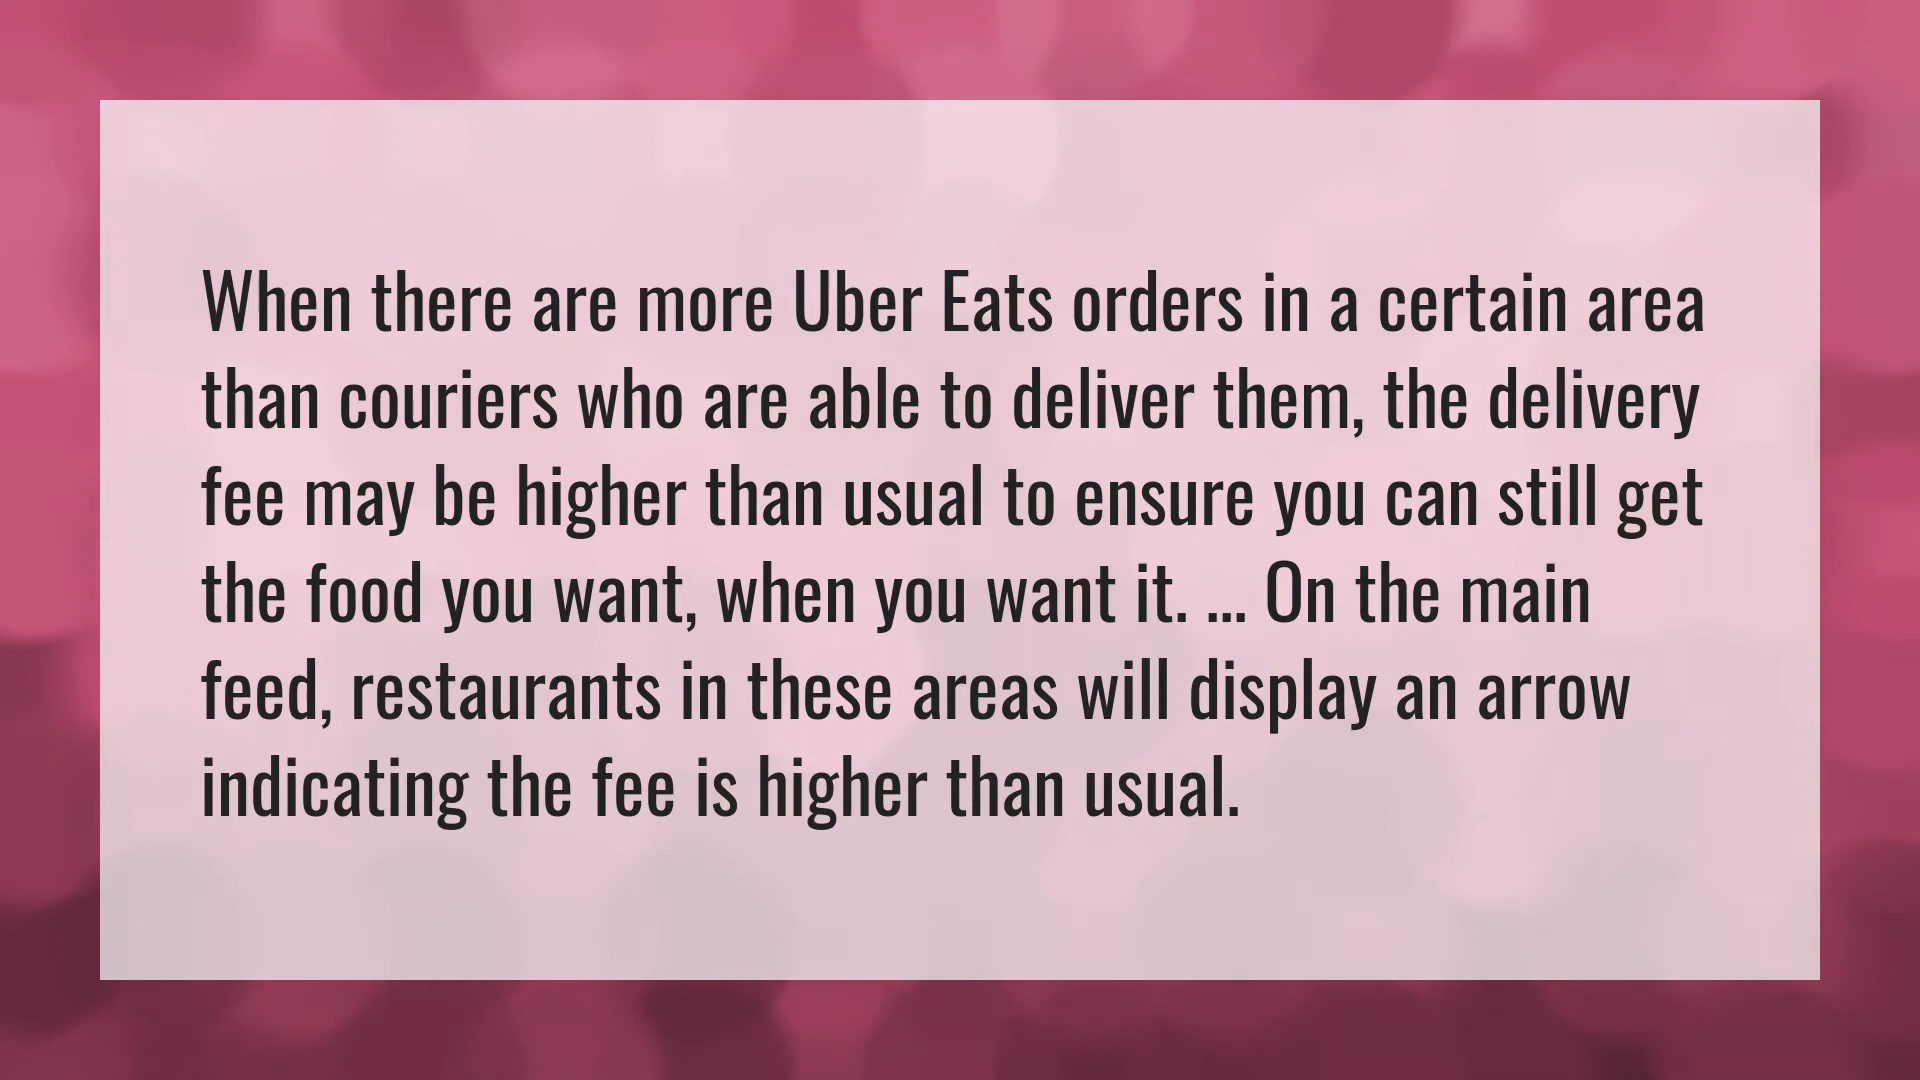 When there are more Uber Eats orders in a certain area
than couriers who are able to deliver them, the delivery
fee may be higher than usual to ensure you can still get
the food you want, when you want it. ... On the main
feed, restaurants in these areas will display an arrow
indicating the fee is higher than usual.